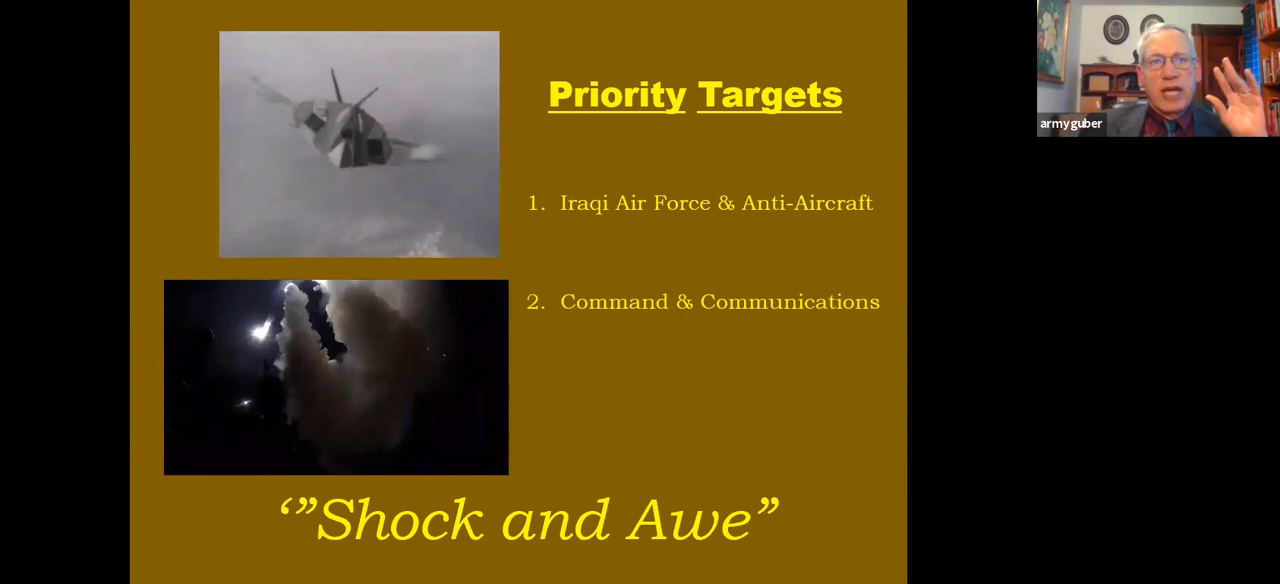 Priority Targets
1. Iraqi Air Force & Anti-Aircraft
2. Command & Communications
‘”Shock and Awe”
armyguber